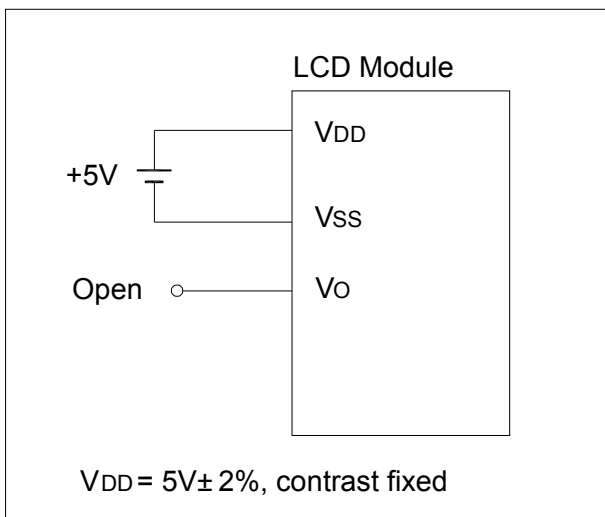 LCD Module
VDD
+5V
VSS
Open
VO
VDD = 5V± 2%, contrast fixed